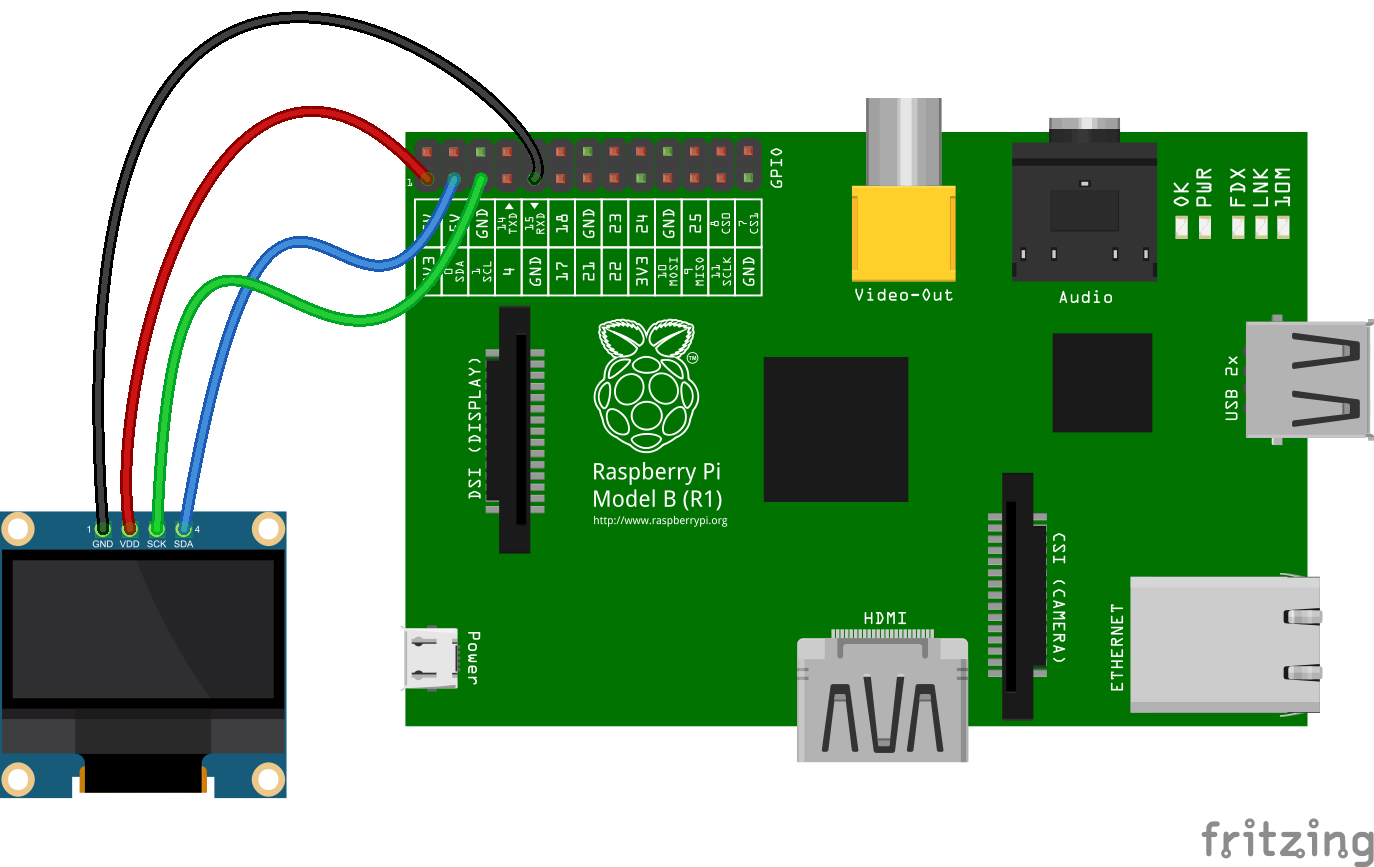 GPIO
1
5V GND 14 TXD 15 RXD 18 GND 23 24 GND 25 8 CS0 7 CS1
3V3 0 SDA 1 SCL 4 GND 17 21 22 3V3 10 MOSI 9 MISO 11 SCLK GND
Video-Out
Audio
OK
PWR
FDX
LNK
10M
USB 2x
DSI (DISPLAY)
Raspberry Pi
Model B (R1)
http://www.raspberrypi.org
TM
1 4
GND VDD SCK SDA
Power
HDMI
CSI (CAMERA)
ETHERNET
fritzing